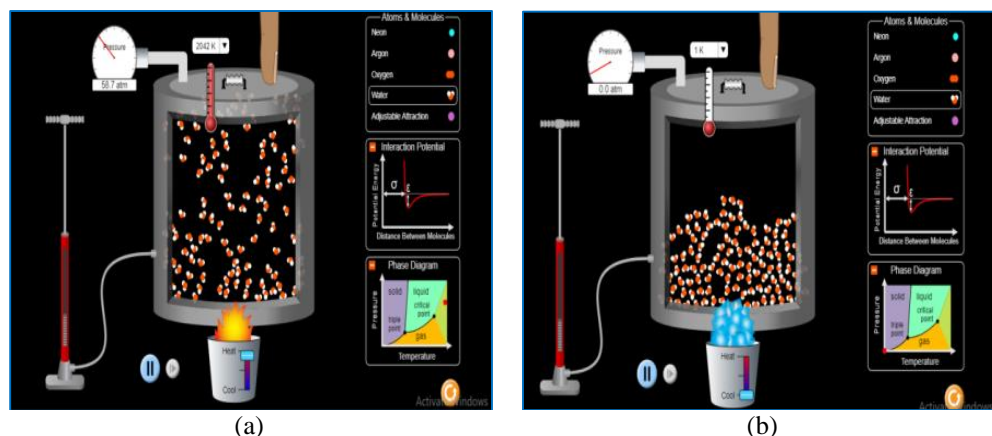 Pressure
58.7 atm
2042 K
Atoms & Molecules
Neon
Argon
Oxygen
Water
Adjustable Attraction
Interaction Potential
Potential Energy
σ
ε
Distance Between Molecules
Phase Diagram
Pressure
solid
liquid
critical
point
triple
point
gas
Temperature
Heat
Cool
(a)
Pressure
0.0 atm
1 K
Atoms & Molecules
Neon
Argon
Oxygen
Water
Adjustable Attraction
Interaction Potential
Potential Energy
σ
ε
Distance Between Molecules
Phase Diagram
Pressure
solid
liquid
critical
point
triple
point
gas
Temperature
Heat
Cool
Activate Windows
(b)